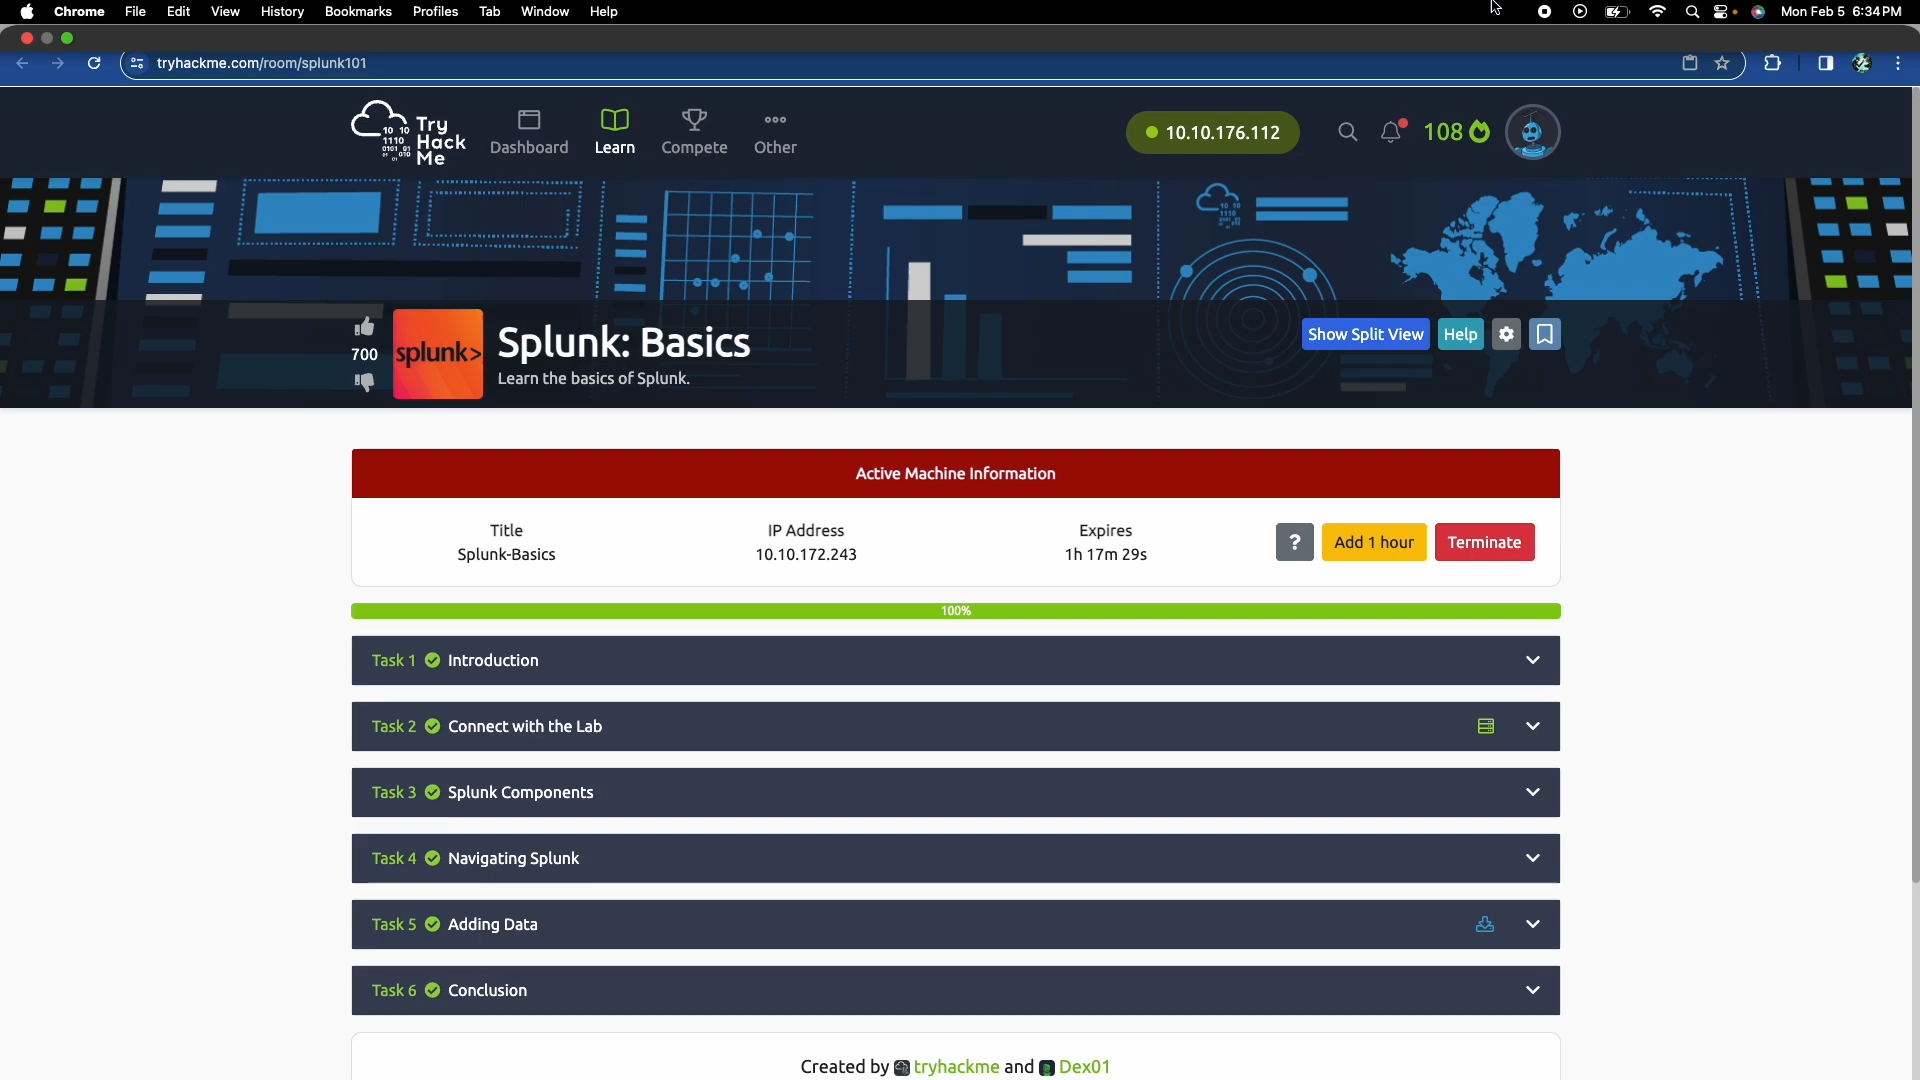 Chrome File Edit View History Bookmarks Profiles Tab Window Help Mon Feb 5 6:34 PM
tryhackme.com/room/splunk101
Try Hack Me
Dashboard Learn Compete Other
10.10.176.112
108
700
splunk>
Splunk: Basics
Learn the basics of Splunk.
Show Split View Help
Active Machine Information
Title IP Address Expires
Splunk-Basics 10.10.172.243 1h 17m 29s
? Add 1 hour Terminate
100%
Task 1 Introduction
Task 2 Connect with the Lab
Task 3 Splunk Components
Task 4 Navigating Splunk
Task 5 Adding Data
Task 6 Conclusion
Created by tryhackme and Dex01